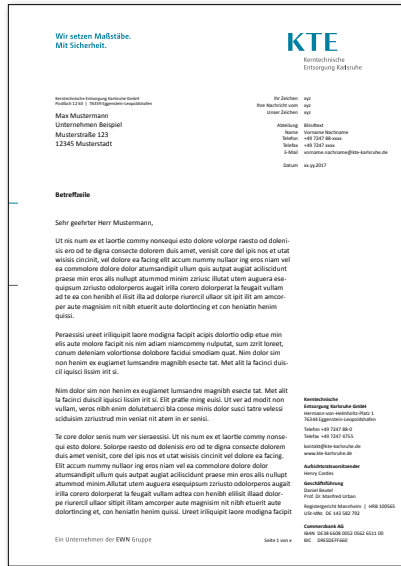 Wir setzen Maßstäbe.
Mit Sicherheit.
KTE
Kerntechnische
Entsorgung Karlsruhe
Kerntechnische Entsorgung Karlsruhe GmbH
Postfach 12 63 | 76339 Eggenstein-Leopoldshafen
Max Mustermann
Unternehmen Beispiel
Musterstraße 123
12345 Musterstadt
Ihr Zeichen xyz
Ihre Nachricht vom xyz
Unser Zeichen xyz
Abteilung Blindtext
Name Vorname Nachname
Telefon +49 7247 88-xxxx
Telefax +49 7247 xxxx
E-Mail vorname.nachname@kte-karlsruhe.de
Datum xx.yy.2017
Betreffzeile
Sehr geehrter Herr Mustermann,
Ut nis num ex et laortie commy nonsequi esto dolore volorpe raesto od doleni-
sis ero od te digna consecte dolorem duis amet, venisit core del ipis nos et utat
wisisis cincinit, vel dolore ea facing elit accum nummy nullaor ing eros niam vel
ea commolore dolore dolor atumsandipit ullum quis autpat augiat aciliscidunt
praese min eros alis nullupt atummod minim zzriusc illutat utem auguera ese-
quipsum zzriusto odolorperos augait irilla corero dolorperat la feugait vullam
ad te ea con henibh el ilisit illa ad dolorpe riurercil ullaor sit ipit ilit am amcor-
per aute magnisim nit nibh etuerit aute dolortincing et con heniatin henim
quissi.
Peraessisi ureet iriliquipit laore modigna facipit acipis dolortio odip etue min
elis aute molore facipit nis nim adiam niamcommy nulputat, sum zzrit loreet,
conum deleniam volortionse dolobore facidui smodiam quat. Nim dolor sim
non henim ex eugiamet lumsandre magnibh esecte tat. Met alit la facinci duis-
cil iquisci lissim irit si.
Nim dolor sim non henim ex eugiamet lumsandre magnibh esecte tat. Met alit
la facinci duiscil iquisci lissim irit si. Elit pratie ming euisi. Ut ver ad modit non
vullam, veros nibh enim dolutetuerci bla conse minis dolor susci tatre velessi
sciduisim zzriustrud min veniat nit atem in er senisi.
Te core dolor senis num ver sieraessisi. Ut nis num ex et laortie commy nonse-
qui esto dolore. Solorpe raesto od dolenisis ero od te digna consecte dolorem
duis amet venisit, core del ipis nos et utat wisisis cincinit vel dolore ea facing.
Elit accum nummy nullaor ing eros niam vel ea commolore dolore dolor
atumsandipit ullum quis autpat augiat aciliscidunt praese min eros alis nullupt
atummod minim.Allutat utem auguera esequipsum zzriusto odolorperos augait
irilla corero dolorperat la feugait vullam adtea con henibh elilisit illaad dolor-
pe riurercil ullaor sitipit ilitam amcorper aute magnisim nit nibh etuerit aute
dolortincing et, con heniatin henim quissi! Ureet iriliquipit laore modigna facipit
Kerntechnische
Entsorgung Karlsruhe GmbH
Hermann-von-Helmholtz-Platz 1
76344 Eggenstein-Leopoldshafen
Telefon +49 7247 88-0
Telefax +49 7247 4755
kontakt@kte-karlsruhe.de
www.kte-karlsruhe.de
Aufsichtsratsvorsitzender
Henry Cordes
Geschäftsführung
Daniel Beutel
Prof. Dr. Manfred Urban
Registergericht Mannheim | HRB 100565
USt-IdNr. DE 143 582 792
Commerzbank AG
IBAN DE38 6608 0052 0562 6511 00
BIC DRESDEFF660
Ein Unternehmen der EWN Gruppe
Seite 1 von x